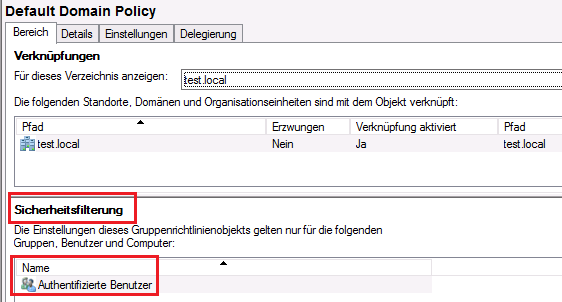 Default Domain Policy
Bereich Details Einstellungen Delegierung
Verknüpfungen
Für dieses Verzeichnis anzeigen: test.local
Die folgenden Standorte, Domänen und Organisationseinheiten sind mit dem Objekt verknüpft:
Pfad Erzwungen Verknüpfung aktiviert Pfad
test.local Nein Ja test.local
Sicherheitsfilterung
Die Einstellungen dieses Gruppenrichtlinienobjekts gelten nur für die folgenden
Gruppen, Benutzer und Computer:
Name
Authentifizierte Benutzer